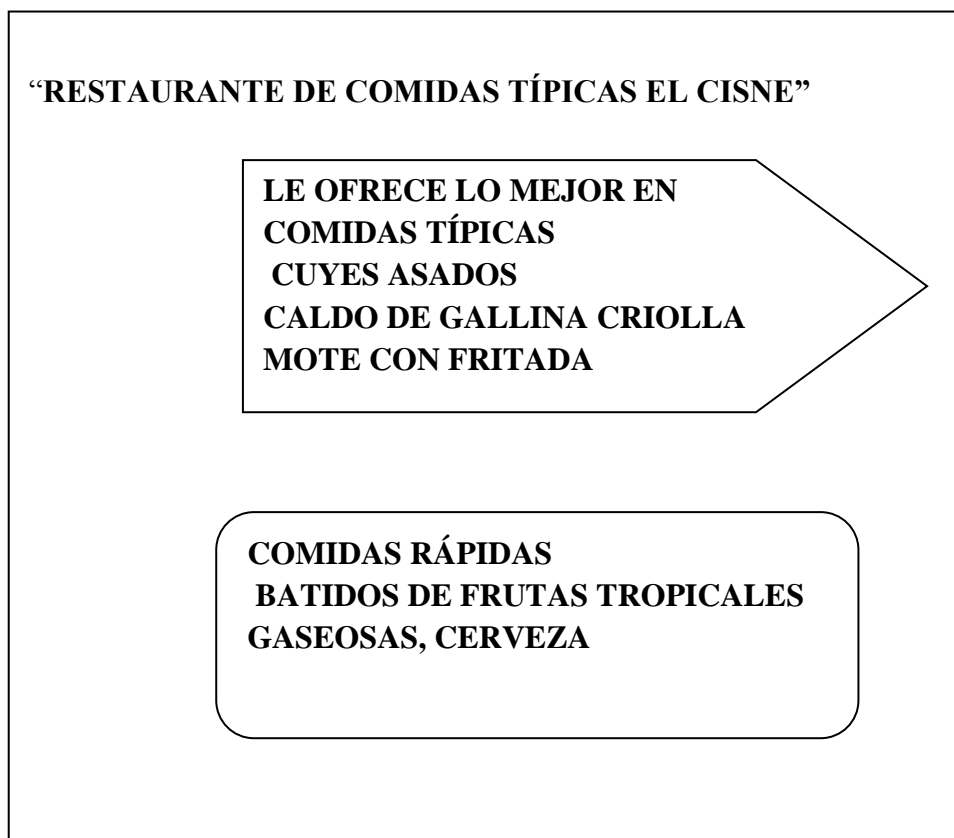 “RESTAURANTE DE COMIDAS TÍPICAS EL CISNE”
LE OFRECE LO MEJOR EN
COMIDAS TÍPICAS
CUYES ASADOS
CALDO DE GALLINA CRIOLLA
MOTE CON FRITADA
COMIDAS RÁPIDAS
BATIDOS DE FRUTAS TROPICALES
GASEOSAS, CERVEZA